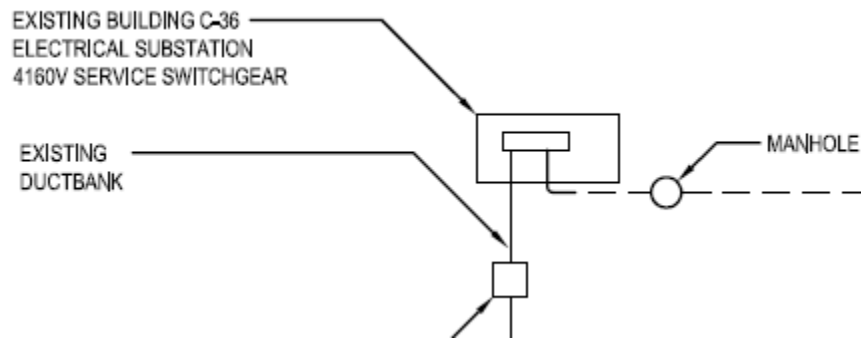 EXISTING BUILDING C-36
ELECTRICAL SUBSTATION
4160V SERVICE SWITCHGEAR
EXISTING
DUCTBANK
MANHOLE